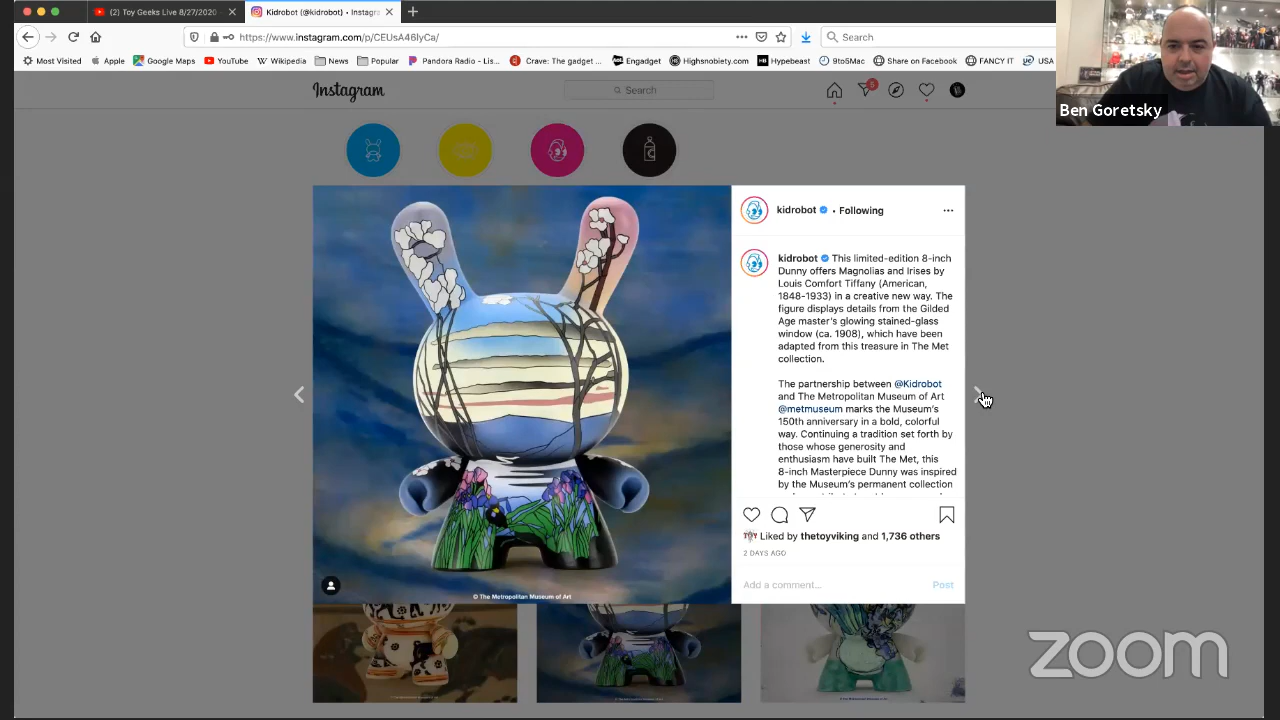 (2) Toy Geeks Live 8/27/2020
Kidrobot (@kidrobot) • Instagra
https://www.instagram.com/p/CEUsA46lyCa/
Search
Most Visited
Apple
Google Maps
YouTube
Wikipedia
News
Popular
Pandora Radio - Lis...
Crave: The gadget ...
Engadget
Highsnobiety.com
Hypebeast
9to5Mac
Share on Facebook
FANCY IT
USA
Ben Goretsky
Instagram
Search
5
kidrobot • Following
kidrobot This limited-edition 8-inch
Dunny offers Magnolias and Irises by
Louis Comfort Tiffany (American,
1848-1933) in a creative new way. The
figure displays details from the Gilded
Age master's glowing stained-glass
window (ca. 1908), which have been
adapted from this treasure in The Met
collection.
The partnership between @Kidrobot
and The Metropolitan Museum of Art
@metmuseum marks the Museum's
150th anniversary in a bold, colorful
way. Continuing a tradition set forth by
those whose generosity and
enthusiasm have built The Met, this
8-inch Masterpiece Dunny was inspired
by the Museum's permanent collection
Liked by thetoyviking and 1,736 others
2 DAYS AGO
Add a comment...
Post
© The Metropolitan Museum of Art
zoom